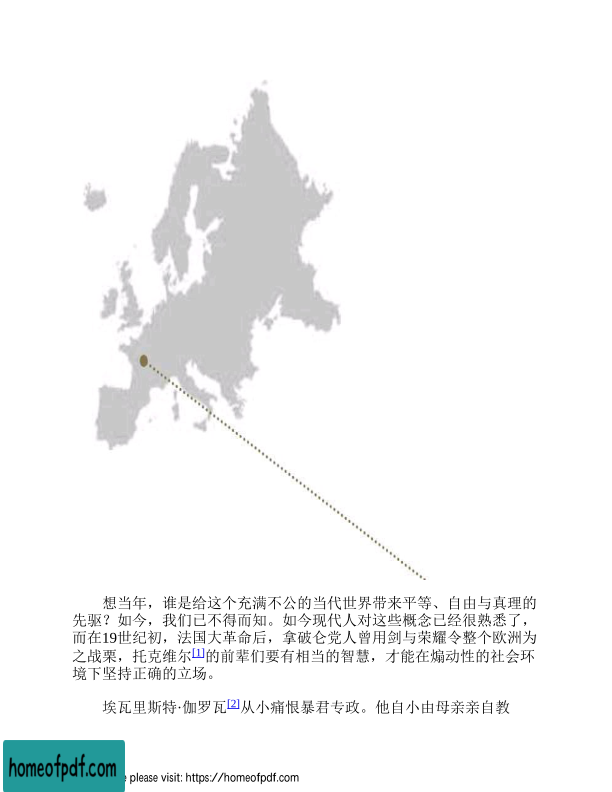 想当年，谁是给这个充满不公的当代世界带来平等、自由与真理的
先驱？如今，我们已不得而知。如今现代人对这些概念已经很熟悉了，
而在19世纪初，法国大革命后，拿破仑党人曾用剑与荣耀令整个欧洲为
之战栗，托克维尔[1]的前辈们要有相当的智慧，才能在煽动性的社会环
境下坚持正确的立场。
埃瓦里斯特·伽罗瓦[2]从小痛恨暴君专政。他自小由母亲亲自教
homeofpdf.com
e please visit: https://homeofpdf.com